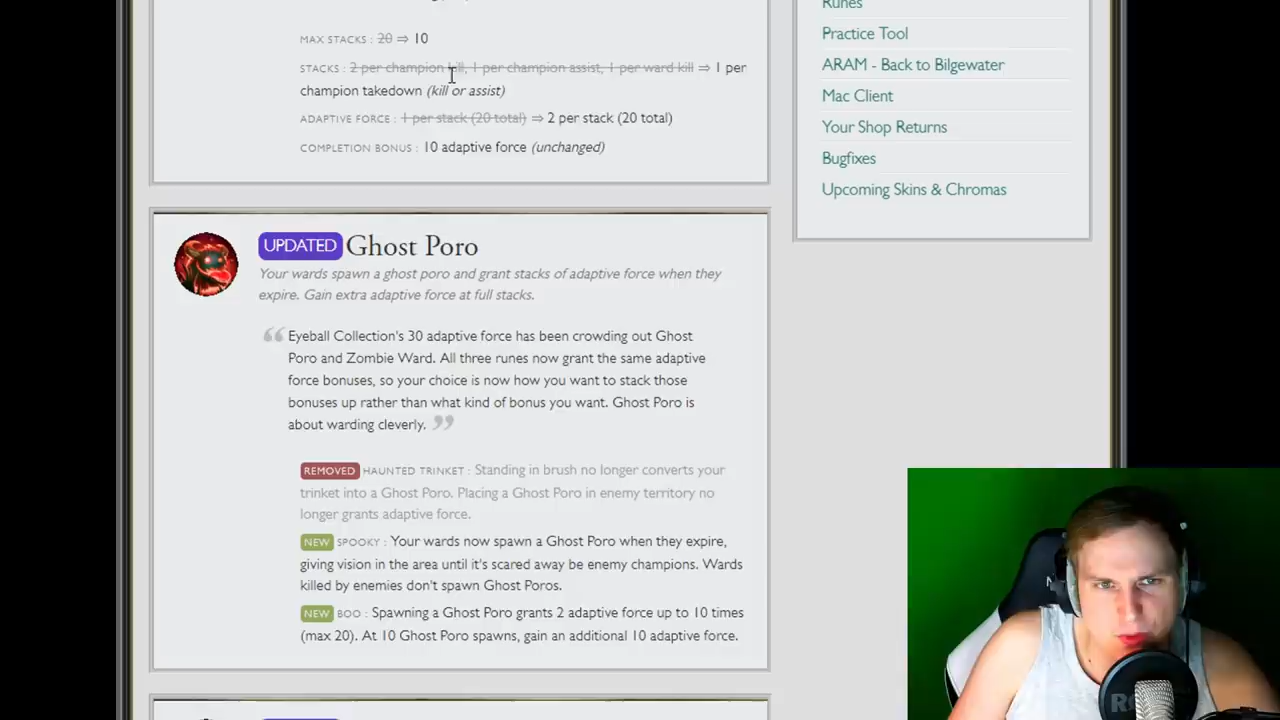 MAX STACKS : 20 ⇒ 10
STACKS : 2 per champion kill, 1 per champion assist, 1 per ward kill ⇒ 1 per
champion takedown (kill or assist)
ADAPTIVE FORCE : 1 per stack (20 total) ⇒ 2 per stack (20 total)
COMPLETION BONUS : 10 adaptive force (unchanged)
UPDATED Ghost Poro
Your wards spawn a ghost poro and grant stacks of adaptive force when they
expire. Gain extra adaptive force at full stacks.
“ Eyeball Collection's 30 adaptive force has been crowding out Ghost
Poro and Zombie Ward. All three runes now grant the same adaptive
force bonuses, so your choice is now how you want to stack those
bonuses up rather than what kind of bonus you want. Ghost Poro is
about warding cleverly. ”
REMOVED HAUNTED TRINKET : Standing in brush no longer converts your
trinket into a Ghost Poro. Placing a Ghost Poro in enemy territory no
longer grants adaptive force.
NEW SPOOKY : Your wards now spawn a Ghost Poro when they expire,
giving vision in the area until it's scared away be enemy champions. Wards
killed by enemies don't spawn Ghost Poros.
NEW BOO : Spawning a Ghost Poro grants 2 adaptive force up to 10 times
(max 20). At 10 Ghost Poro spawns, gain an additional 10 adaptive force.
Runes
Practice Tool
ARAM - Back to Bilgewater
Mac Client
Your Shop Returns
Bugfixes
Upcoming Skins & Chromas